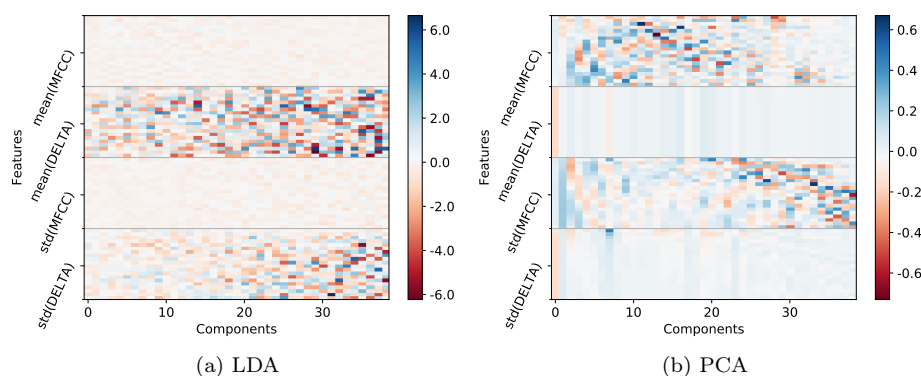 Features
mean(MFCC)
mean(DELTA)
std(MFCC)
std(DELTA)
0
10
20
30
Components
6.0
4.0
2.0
0.0
-2.0
-4.0
-6.0
(a) LDA
Features
mean(MFCC)
mean(DELTA)
std(MFCC)
std(DELTA)
0
10
20
30
Components
0.6
0.4
0.2
0.0
-0.2
-0.4
-0.6
(b) PCA